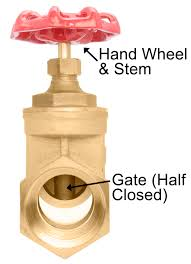 Hand Wheel
& Stem
Gate (Half
Closed)